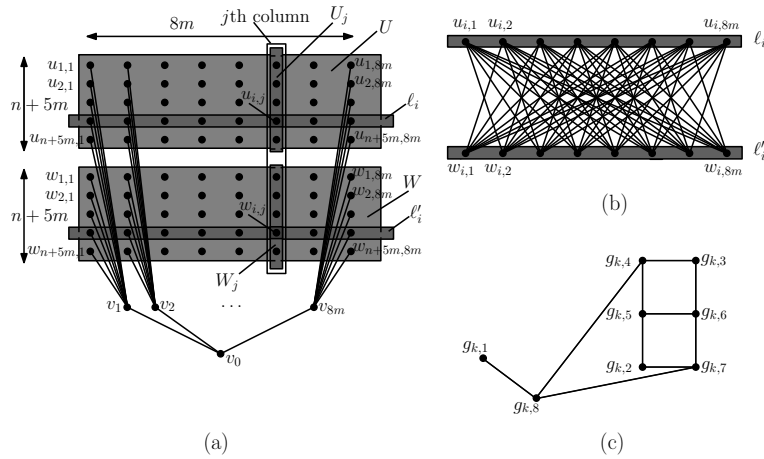 jth column
8m
U_j
U
u_{1,1}
u_{1,8m}
u_{2,1}
u_{2,8m}
n + 5m
u_{i,j}
ℓ_i
u_{n+5m,1}
u_{n+5m,8m}
w_{1,1}
w_{1,8m}
w_{2,1}
w_{2,8m}
W
n + 5m
w_{i,j}
ℓ'_i
w_{n+5m,1}
w_{n+5m,8m}
W_j
v_1
v_2
...
v_{8m}
v_0
(a)
u_{i,1}
u_{i,2}
u_{i,8m}
ℓ_i
ℓ'_i
w_{i,1}
w_{i,2}
w_{i,8m}
(b)
g_{k,4}
g_{k,3}
g_{k,5}
g_{k,6}
g_{k,1}
g_{k,2}
g_{k,7}
g_{k,8}
(c)